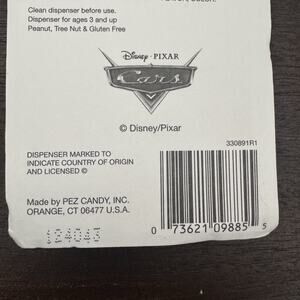 Clean dispenser before use.
Dispenser for ages 3 and up
Peanut, Tree Nut & Gluten Free
Disney · PIXAR
Cars
© Disney/Pixar
330891R1
DISPENSER MARKED TO
INDICATE COUNTRY OF ORIGIN
AND LICENSED ©
Made by PEZ CANDY, INC.
ORANGE, CT 06477 U.S.A.
0 73621 09885 5
124043